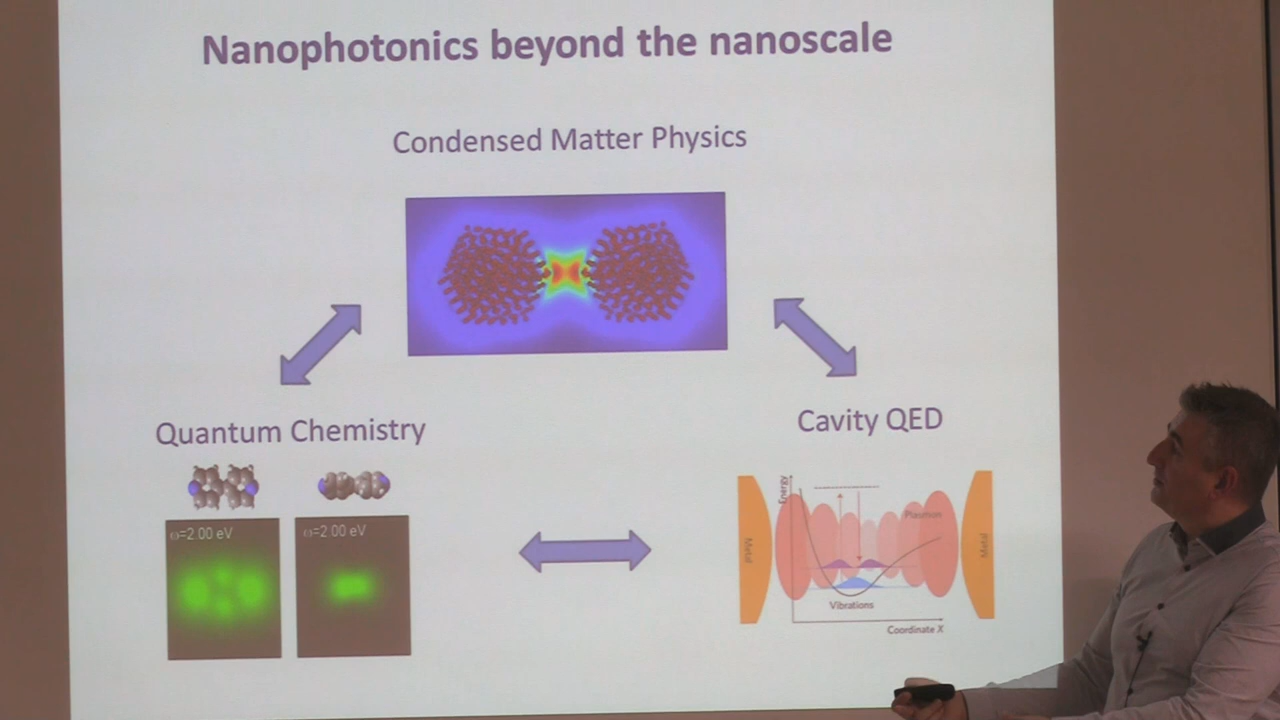 Nanophotonics beyond the nanoscale
Condensed Matter Physics
Quantum Chemistry
Cavity QED
ω=2.00 eV
ω=2.00 eV
Energy
Plasmon
Metal
Metal
Vibrations
Coordinate X